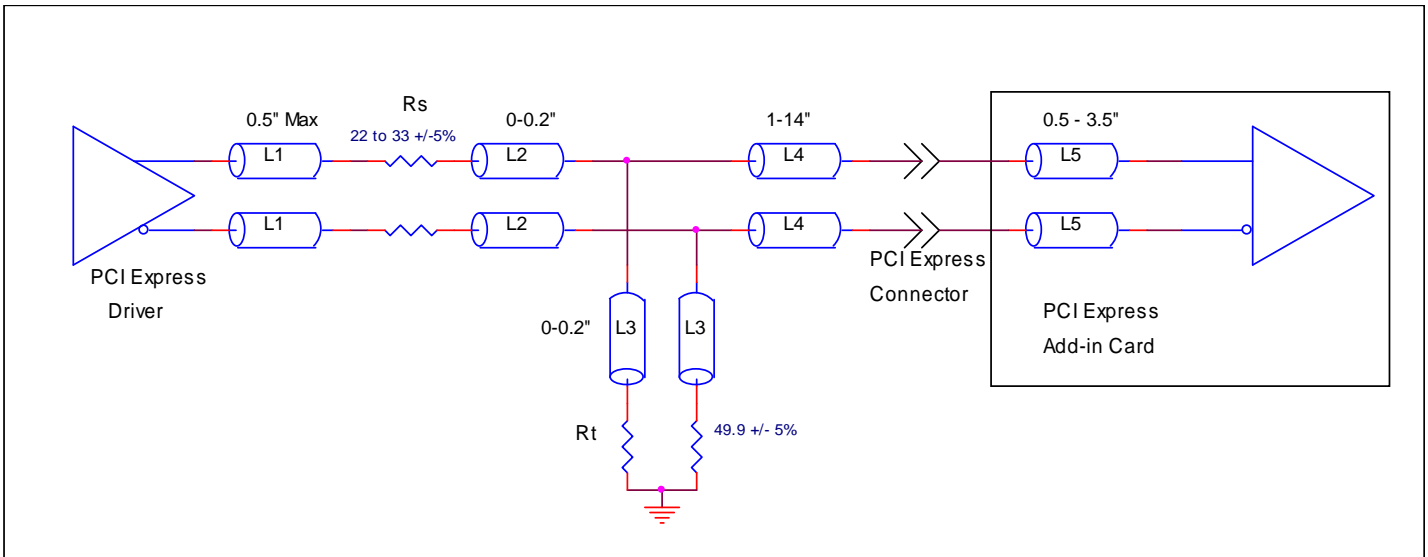 Rs
0.5" Max
22 to 33 +/-5%
0-0.2"
1-14"
0.5 - 3.5"
L1
L2
L4
L5
L1
L2
L4
L5
PCI Express
Driver
PCI Express
Connector
PCI Express
Add-in Card
0-0.2"
L3
L3
Rt
49.9 +/- 5%